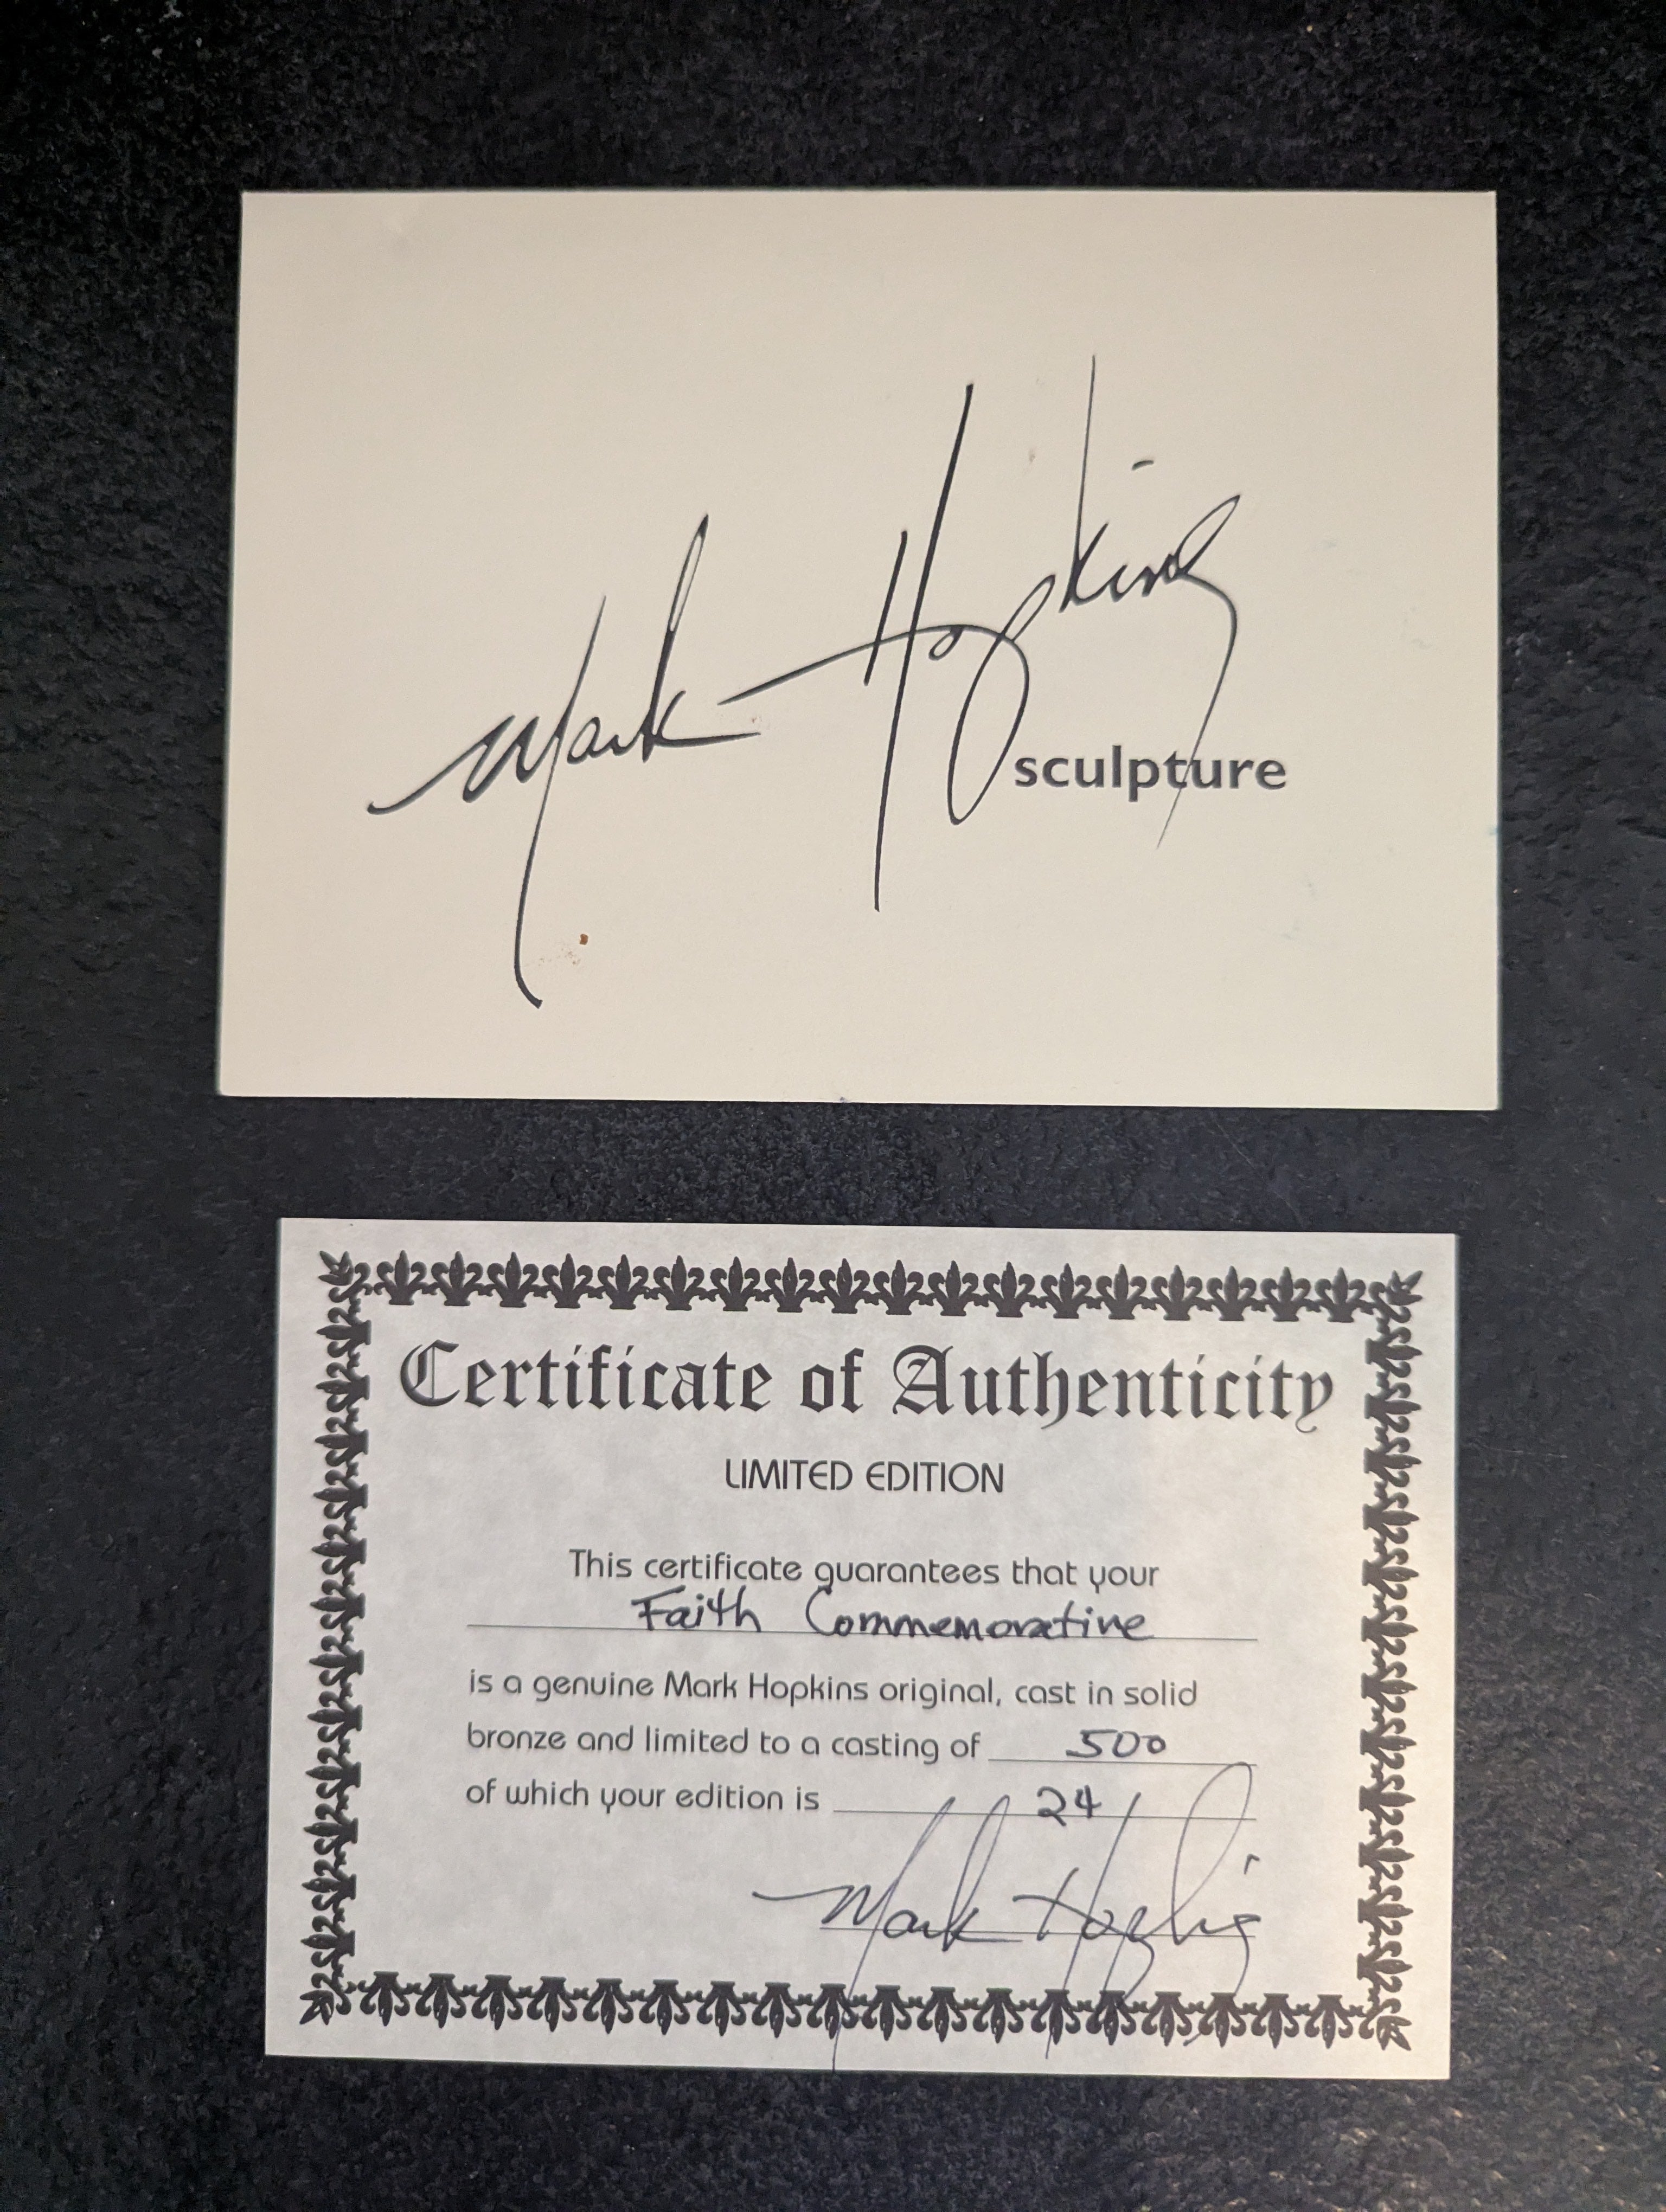 Mark Hopkins
sculpture
Certificate of Authenticity
LIMITED EDITION
This certificate guarantees that your
Faith Commemorative
is a genuine Mark Hopkins original, cast in solid
bronze and limited to a casting of 500
of which your edition is 24
Mark Hopkins